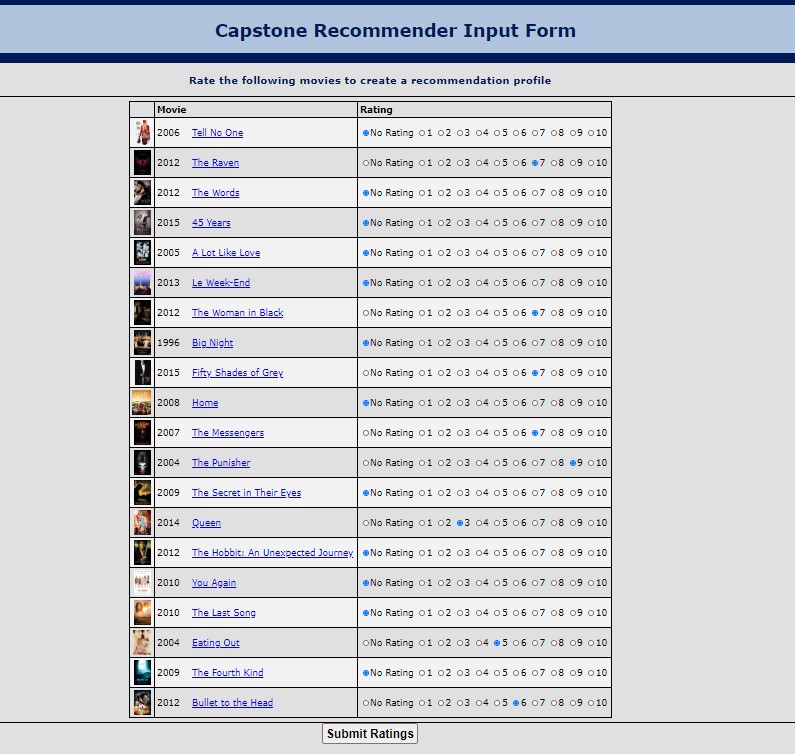 Capstone Recommender Input Form
Rate the following movies to create a recommendation profile
Movie Rating
2006 Tell No One No Rating 1 2 3 4 5 6 7 8 9 10
2012 The Raven No Rating 1 2 3 4 5 6 7 8 9 10
2012 The Words No Rating 1 2 3 4 5 6 7 8 9 10
2015 45 Years No Rating 1 2 3 4 5 6 7 8 9 10
2005 A Lot Like Love No Rating 1 2 3 4 5 6 7 8 9 10
2013 Le Week-End No Rating 1 2 3 4 5 6 7 8 9 10
2012 The Woman in Black No Rating 1 2 3 4 5 6 7 8 9 10
1996 Big Night No Rating 1 2 3 4 5 6 7 8 9 10
2015 Fifty Shades of Grey No Rating 1 2 3 4 5 6 7 8 9 10
2008 Home No Rating 1 2 3 4 5 6 7 8 9 10
2007 The Messengers No Rating 1 2 3 4 5 6 7 8 9 10
2004 The Punisher No Rating 1 2 3 4 5 6 7 8 9 10
2009 The Secret in Their Eyes No Rating 1 2 3 4 5 6 7 8 9 10
2014 Queen No Rating 1 2 3 4 5 6 7 8 9 10
2012 The Hobbit: An Unexpected Journey No Rating 1 2 3 4 5 6 7 8 9 10
2010 You Again No Rating 1 2 3 4 5 6 7 8 9 10
2010 The Last Song No Rating 1 2 3 4 5 6 7 8 9 10
2004 Eating Out No Rating 1 2 3 4 5 6 7 8 9 10
2009 The Fourth Kind No Rating 1 2 3 4 5 6 7 8 9 10
2012 Bullet to the Head No Rating 1 2 3 4 5 6 7 8 9 10
Submit Ratings